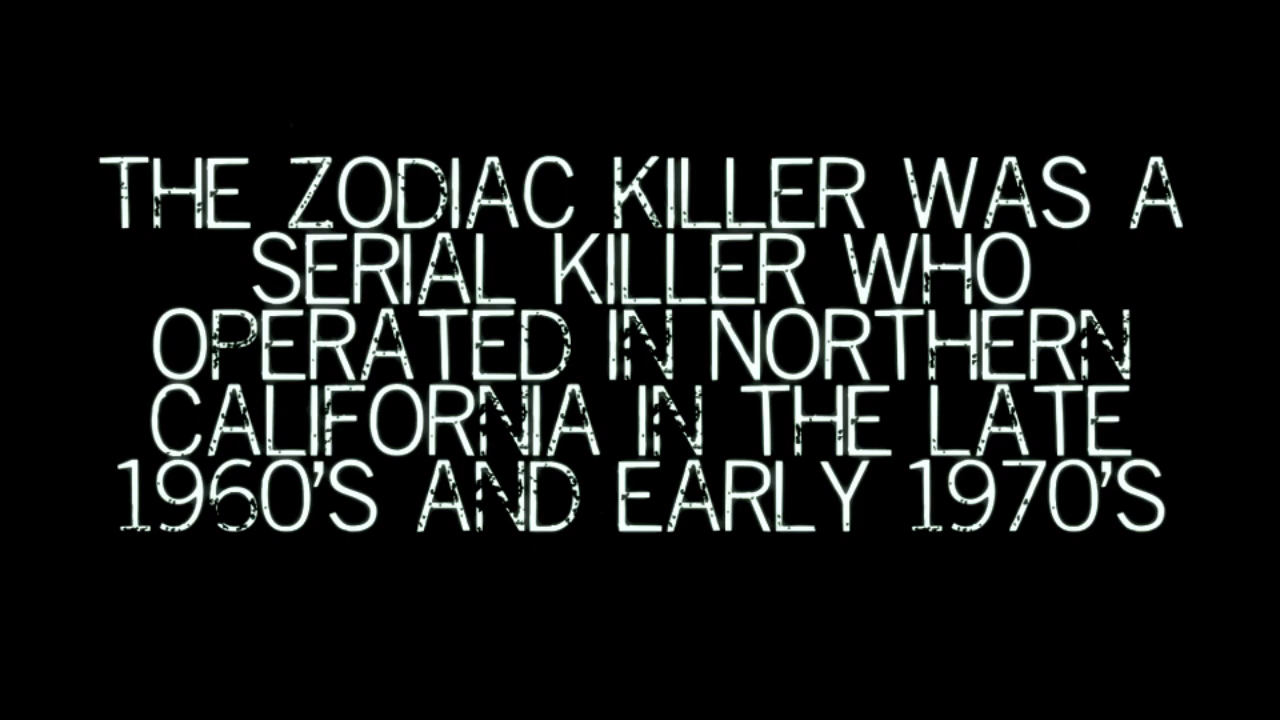 THE ZODIAC KILLER WAS A
SERIAL KILLER WHO
OPERATED IN NORTHERN
CALIFORNIA IN THE LATE
1960'S AND EARLY 1970'S